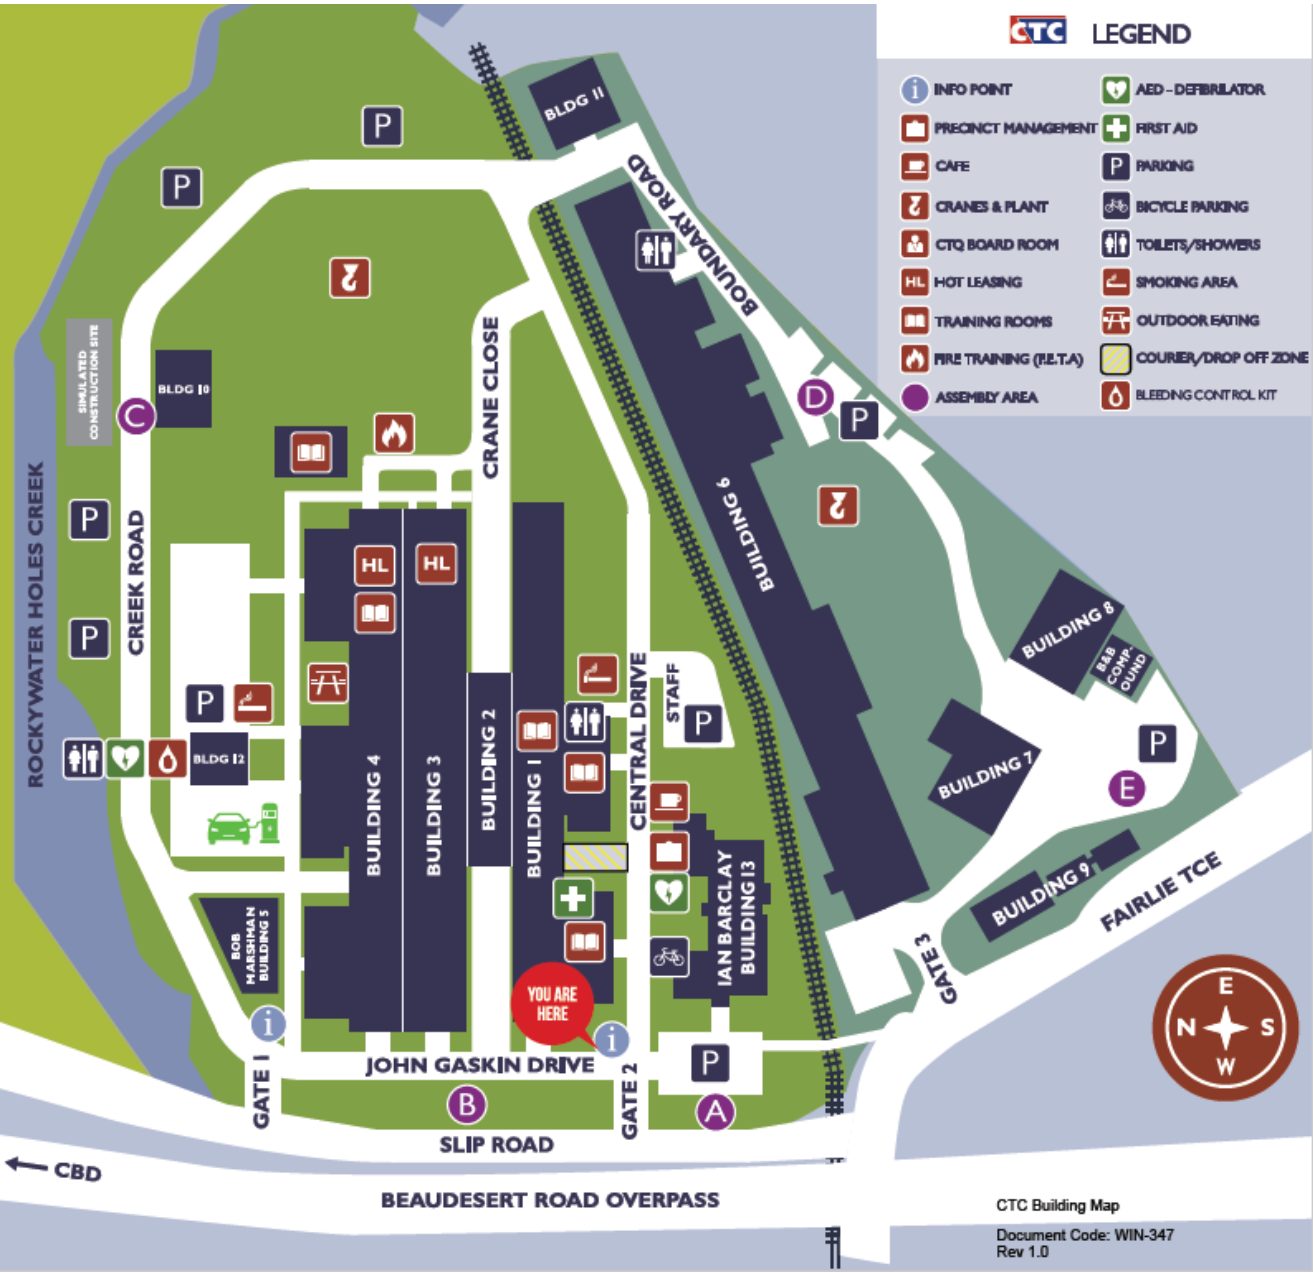 CTC LEGEND
INFO POINT
PRECINCT MANAGEMENT
CAFE
CRANES & PLANT
CTQ BOARD ROOM
HL HOT LEASING
TRAINING ROOMS
FIRE TRAINING (F.E.T.A)
ASSEMBLY AREA
AED - DEFIBRILATOR
FIRST AID
P PARKING
BICYCLE PARKING
TOILETS/SHOWERS
SMOKING AREA
OUTDOOR EATING
COURIER/DROP OFF ZONE
BLEEDING CONTROL KIT
BLDG 11
P
P
BOUNDARY ROAD
CRANE CLOSE
SIMULATED
CONSTRUCTION SITE
BLDG 10
C
D
P
ROCKYWATER HOLES CREEK
CREEK ROAD
P
P
HL
HL
BUILDING 6
BUILDING 8
B&B
COMP-
OUND
STAFF
P
CENTRAL DRIVE
P
BLDG 12
BUILDING 4
BUILDING 3
BUILDING 2
BUILDING 1
BUILDING 7
P
E
BUILDING 9
FAIRLIE TCE
IAN BARCLAY
BUILDING 13
BOB
MARSHMAN
BUILDING 5
GATE 3
YOU ARE
HERE
i
i
JOHN GASKIN DRIVE
P
GATE 1
GATE 2
B
A
SLIP ROAD
CBD
BEAUDESERT ROAD OVERPASS
E
N
S
W
CTC Building Map
Document Code: WIN-347
Rev 1.0